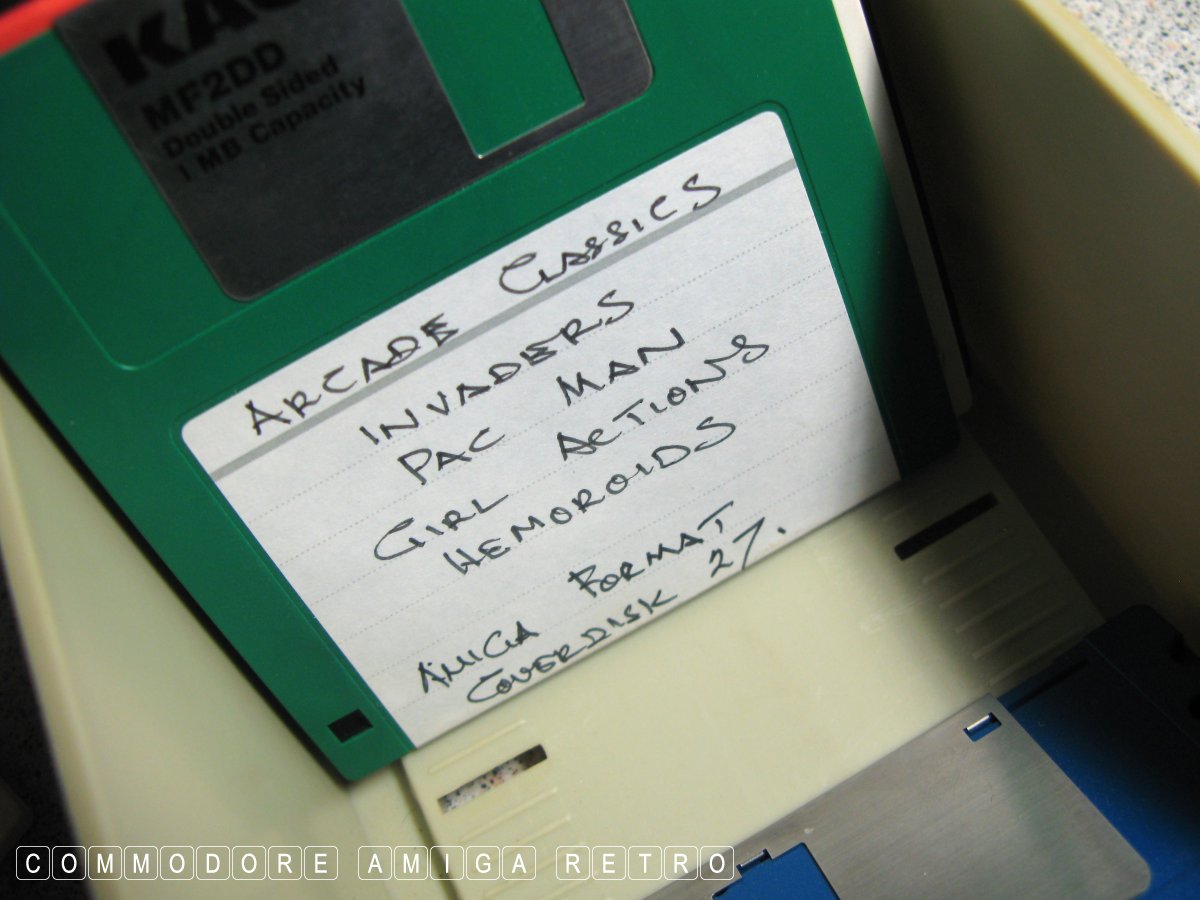 KAO
MF2DD
Double Sided
1 MB Capacity
ARCADE CLASSICS
INVADERS
PAC MAN
GIRL ACTIONS
HEMOROIDS
AMIGA FORMAT
COVERDISK 27.
COMMODORE AMIGA RETRO